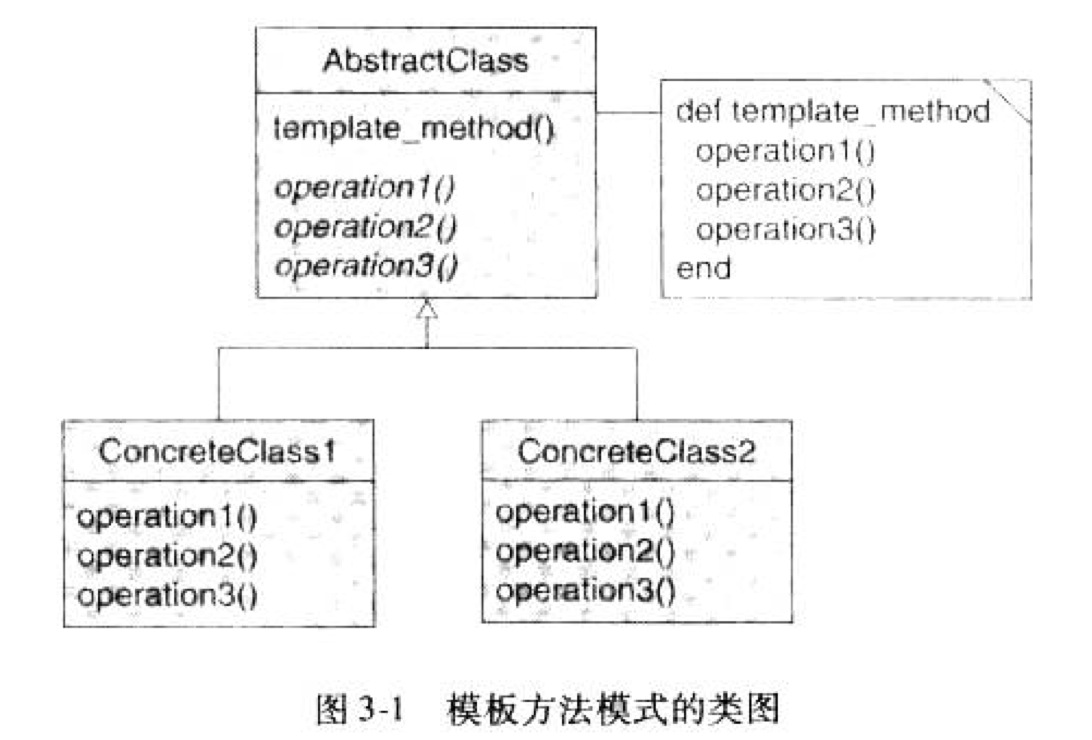 AbstractClass
template_method()
operation1()
operation2()
operation3()
def template_method
operation1()
operation2()
operation3()
end
ConcreteClass1
operation1()
operation2()
operation3()
ConcreteClass2
operation1()
operation2()
operation3()
图 3-1 模板方法模式的类图